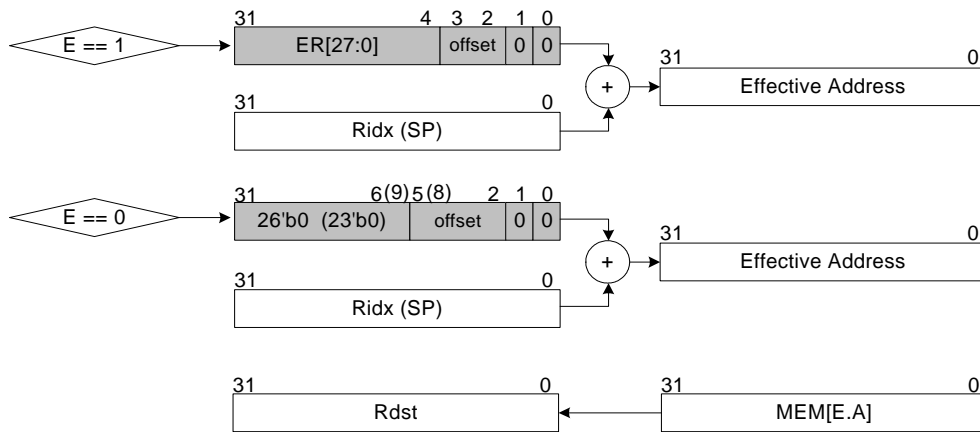 31 4 3 2 1 0
E == 1 ER[27:0] offset 0 0
+ 31 0
Effective Address
31 0
Ridx (SP)
31 6(9) 5(8) 2 1 0
E == 0 26'b0 (23'b0) offset 0 0
+ 31 0
Effective Address
31 0
Ridx (SP)
31 0 31 0
Rdst MEM[E.A]